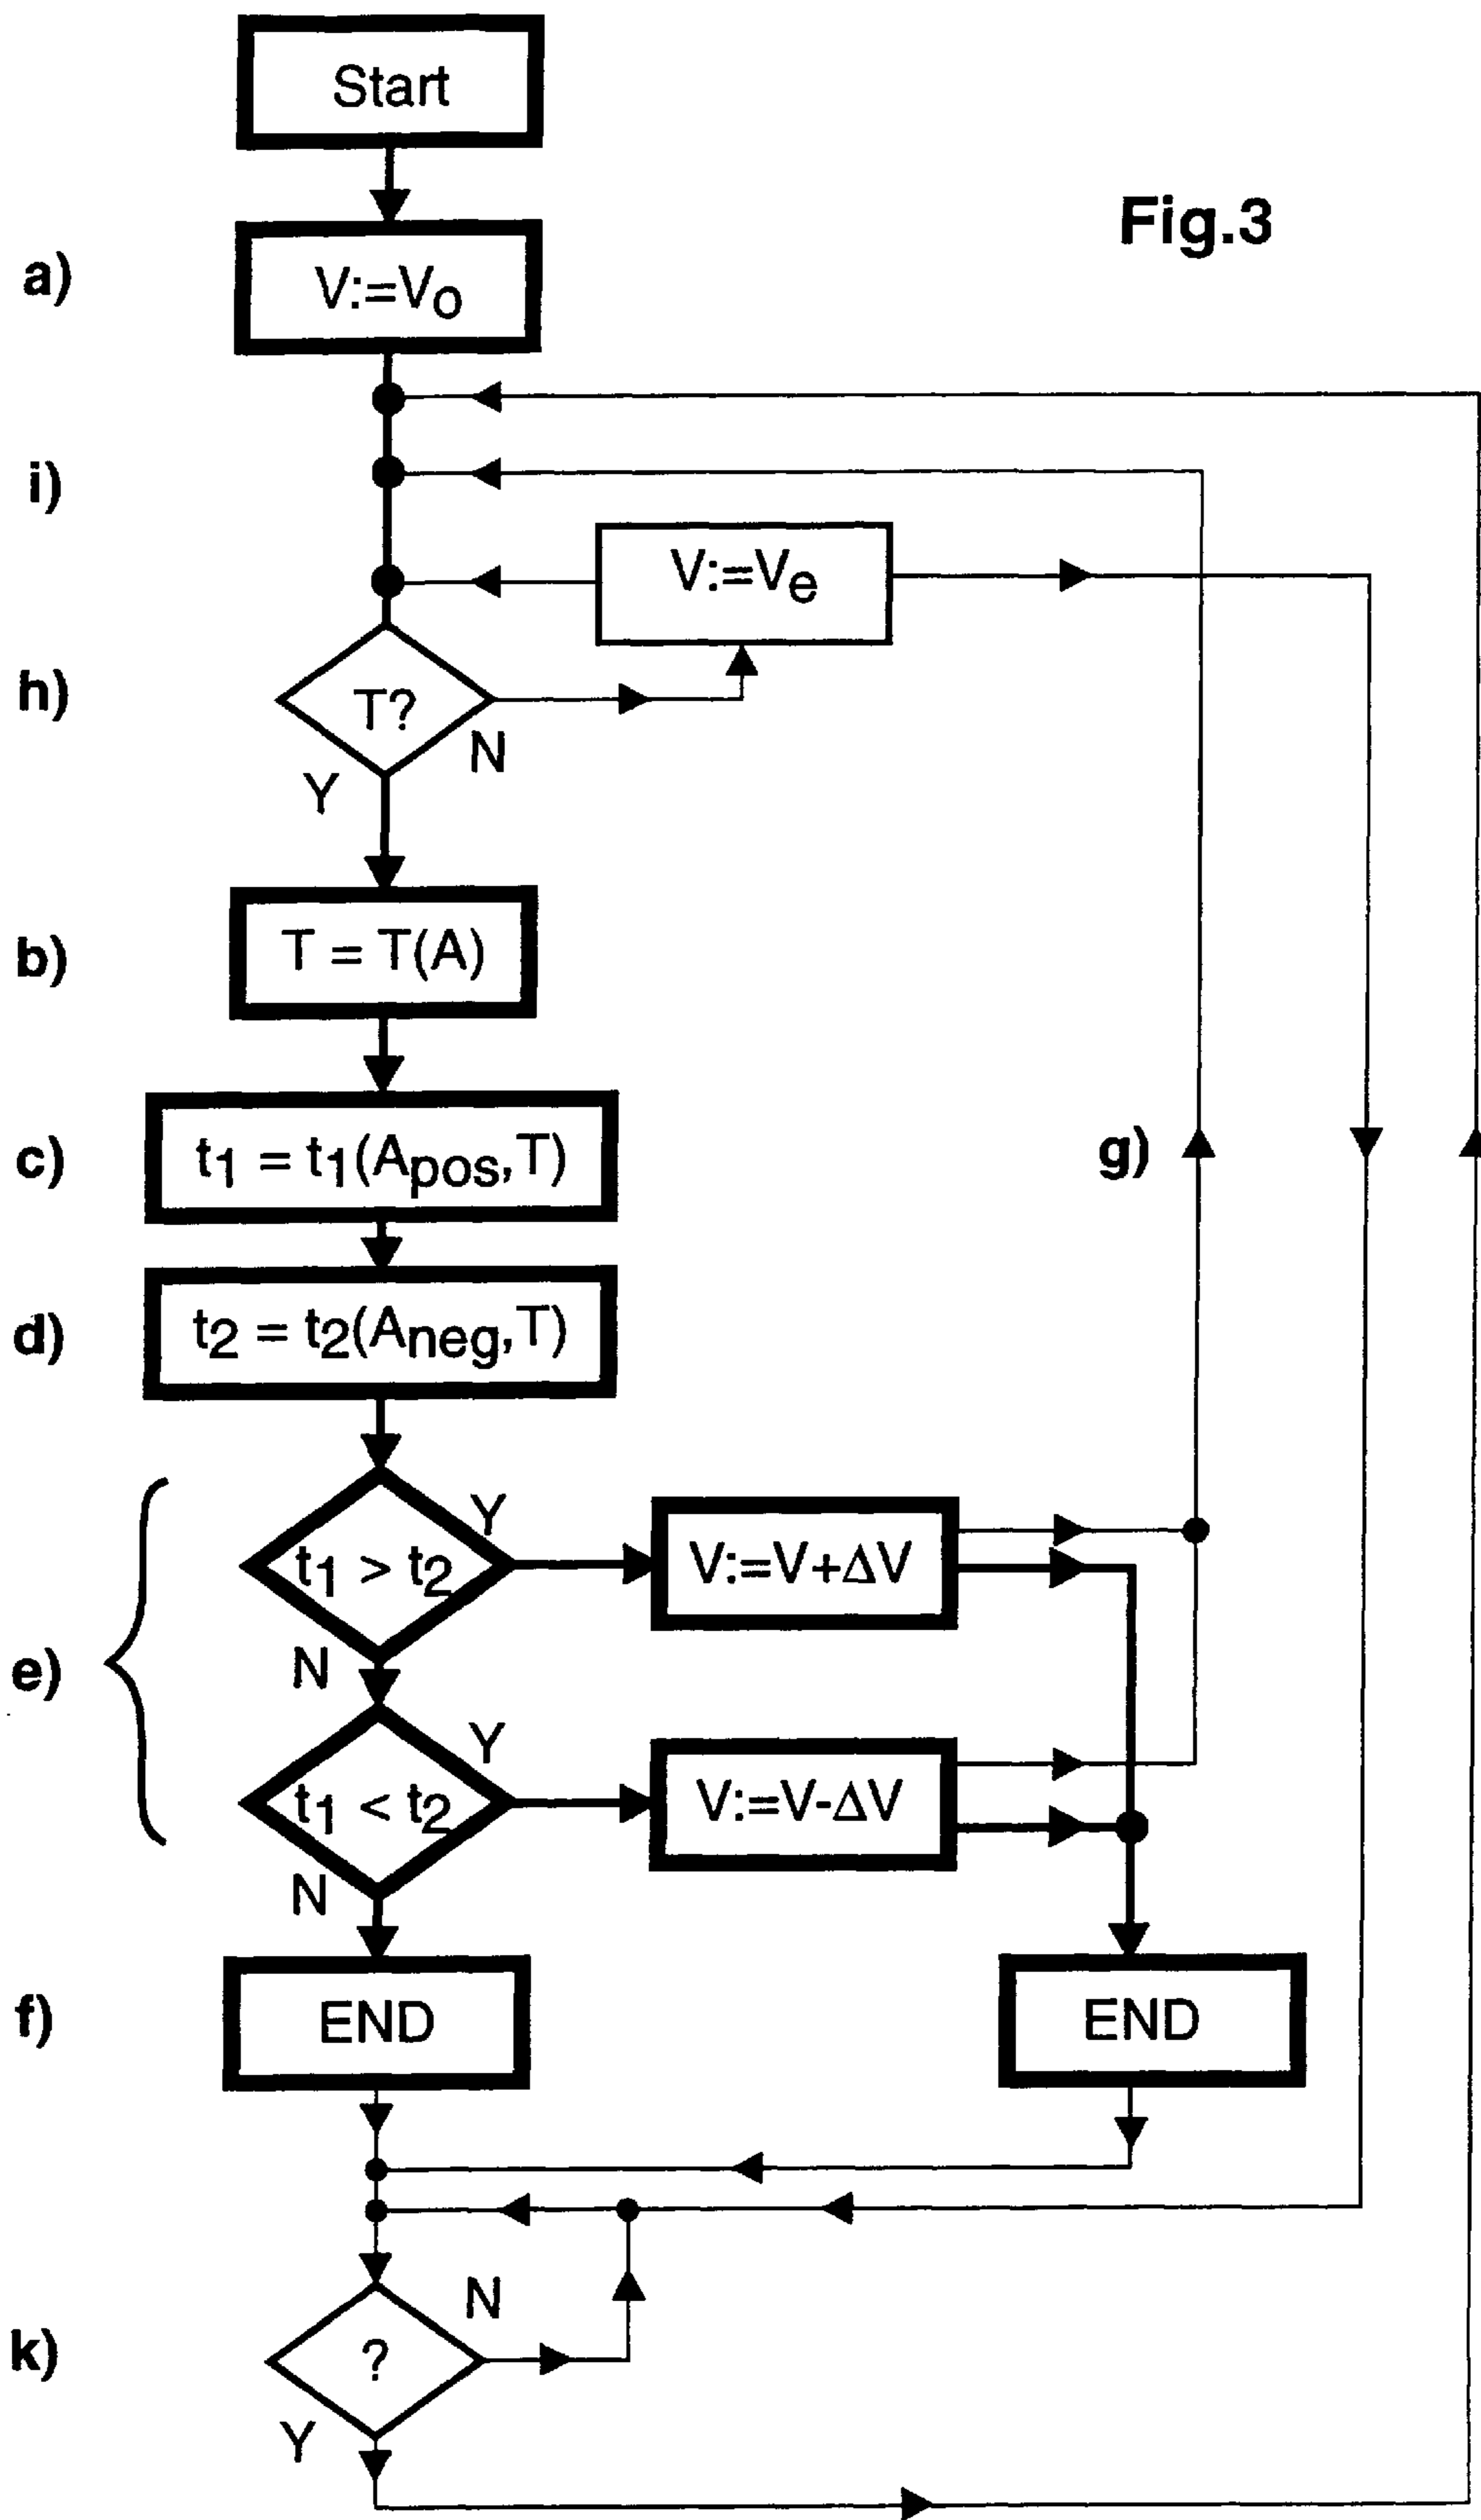 Start
Fig.3
a)
V:=Vo
i)
V:=Ve
h)
T?
N
Y
b)
T = T(A)
c)
t1 = t1(Apos,T)
g)
d)
t2 = t2(Aneg,T)
e)
Y
t1 > t2
V:=V+ΔV
N
Y
t1 < t2
V:=V-ΔV
N
f)
END
END
N
k)
?
Y